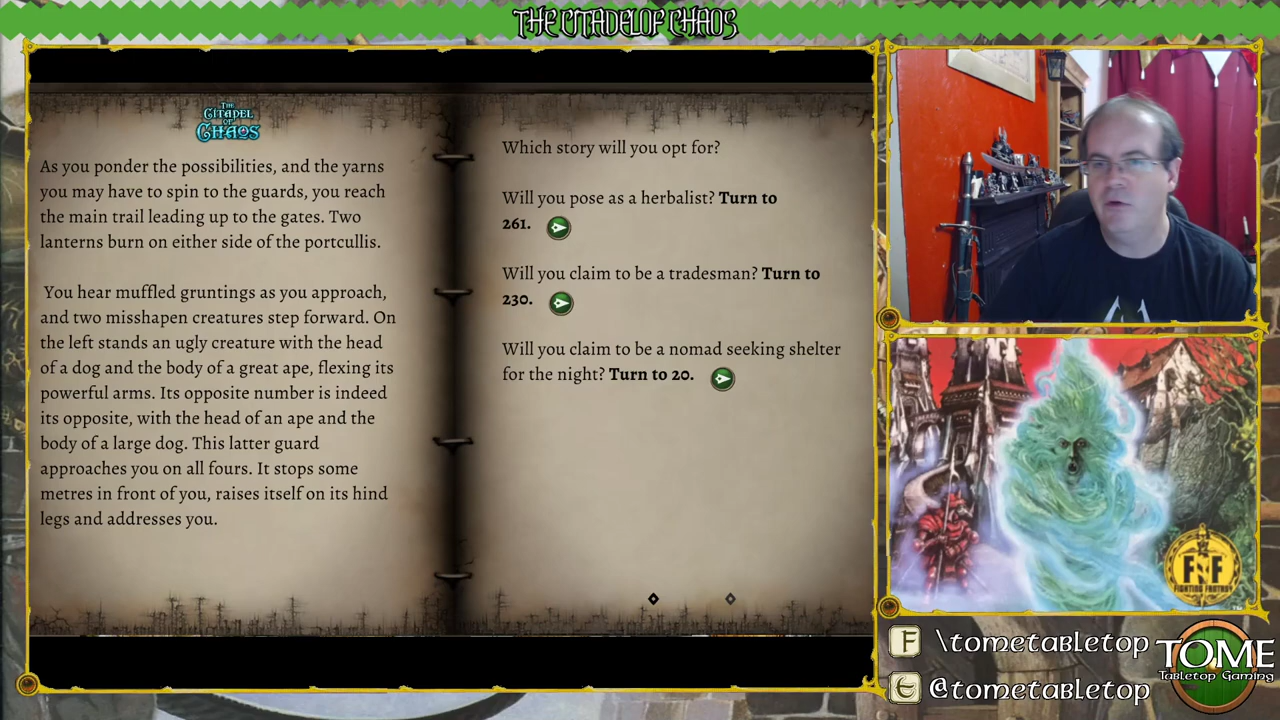 THE CITADEL OF CHAOS
THE
CITADEL
OF
CHAOS
As you ponder the possibilities, and the yarns
you may have to spin to the guards, you reach
the main trail leading up to the gates. Two
lanterns burn on either side of the portcullis.
You hear muffled gruntings as you approach,
and two misshapen creatures step forward. On
the left stands an ugly creature with the head
of a dog and the body of a great ape, flexing its
powerful arms. Its opposite number is indeed
its opposite, with the head of an ape and the
body of a large dog. This latter guard
approaches you on all fours. It stops some
metres in front of you, raises itself on its hind
legs and addresses you.
Which story will you opt for?
Will you pose as a herbalist? Turn to
261.
Will you claim to be a tradesman? Turn to
230.
Will you claim to be a nomad seeking shelter
for the night? Turn to 20.
FF
FIGHTING FANTASY
TM
F \tometabletop
@tometabletop
TOME
Tabletop Gaming